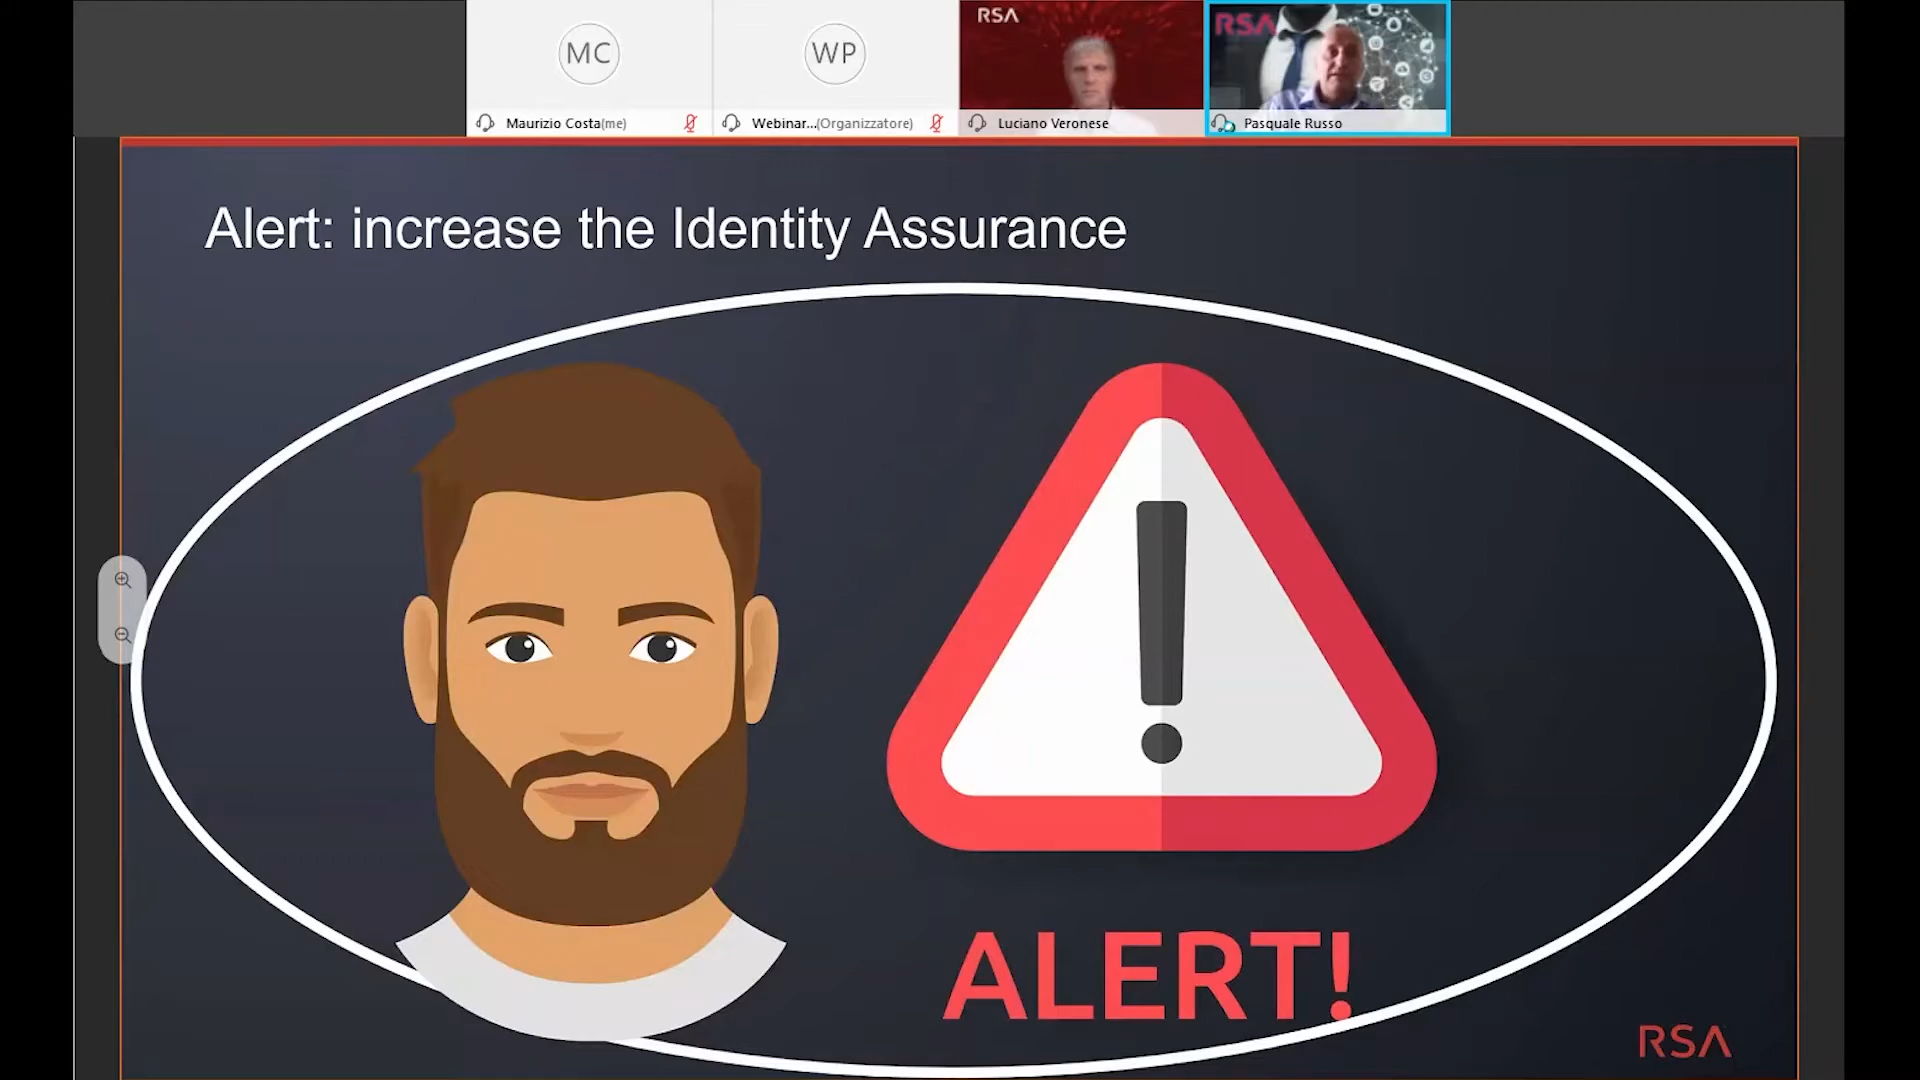 MC
WP
RSA
RSA
Maurizio Costa(me)
Webinar...(Organizzatore)
Luciano Veronese
Pasquale Russo
Alert: increase the Identity Assurance
ALERT!
RSA